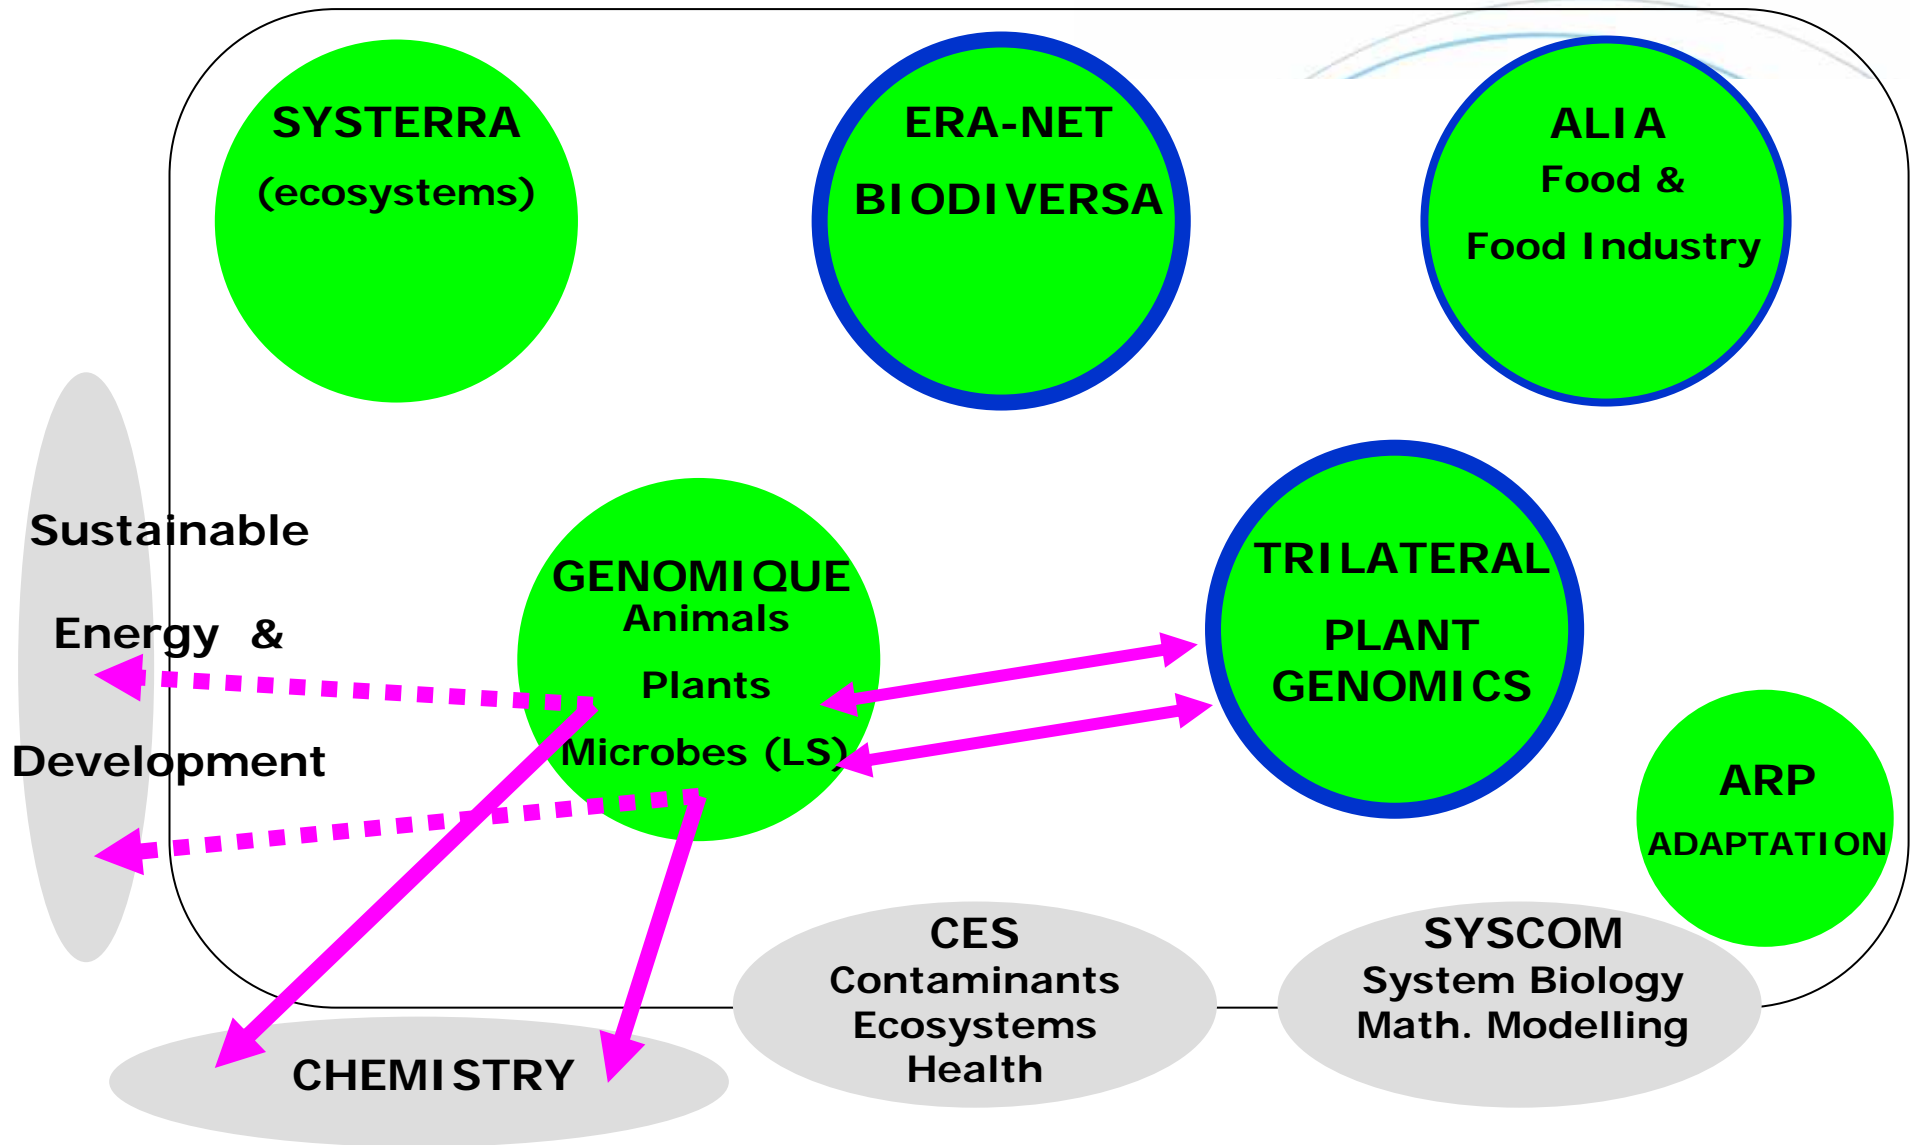 SYSTERRA
(ecosystems)
ERA-NET
BIODIVERSA
ALIA
Food &
Food Industry
Sustainable
Energy &
Development
GENOMIQUE
Animals
Plants
Microbes (LS)
TRILATERAL
PLANT
GENOMICS
ARP
ADAPTATION
CES
Contaminants
Ecosystems
Health
SYSCOM
System Biology
Math. Modelling
CHEMISTRY